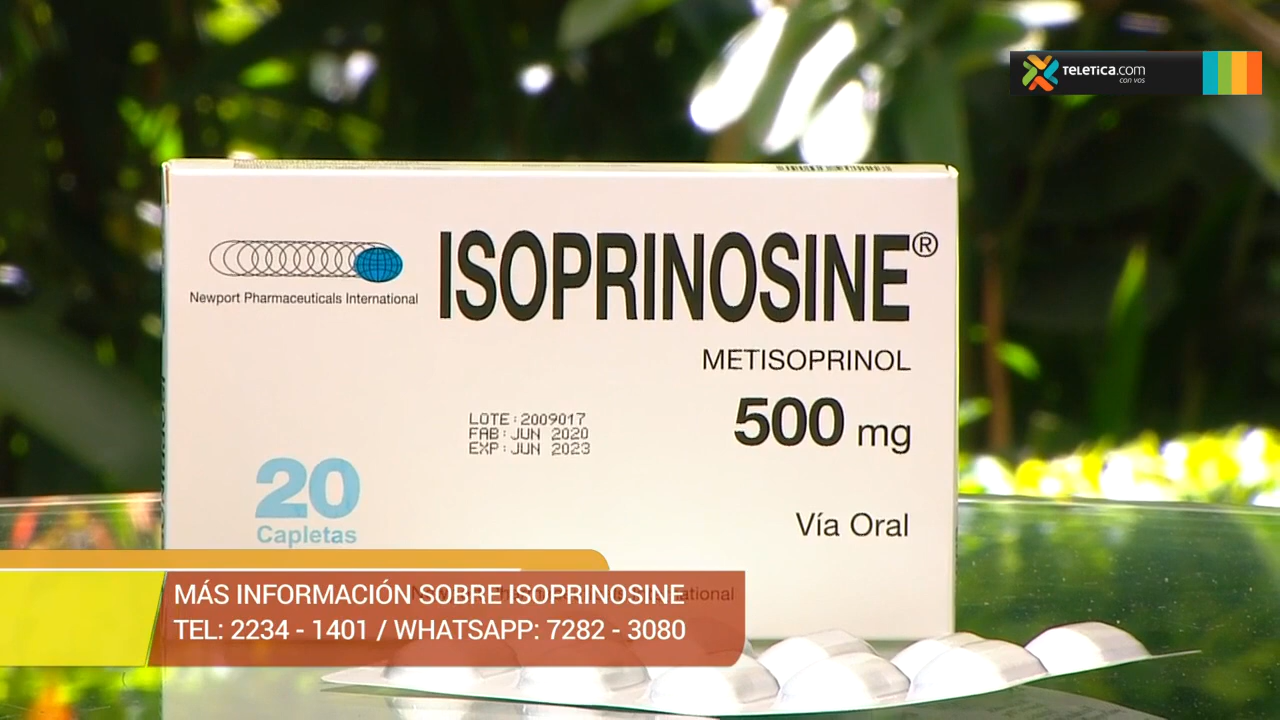 TELETICA.COM
con vos
ISOPRINOSINE®
Newport Pharmaceuticals International
METISOPRINOL
500 mg
LOTE:2009017
FAB:JUN 2020
EXP:JUN 2023
20
Capletas
Vía Oral
MÁS INFORMACIÓN SOBRE ISOPRINOSINE
TEL: 2234 - 1401 / WHATSAPP: 7282 - 3080